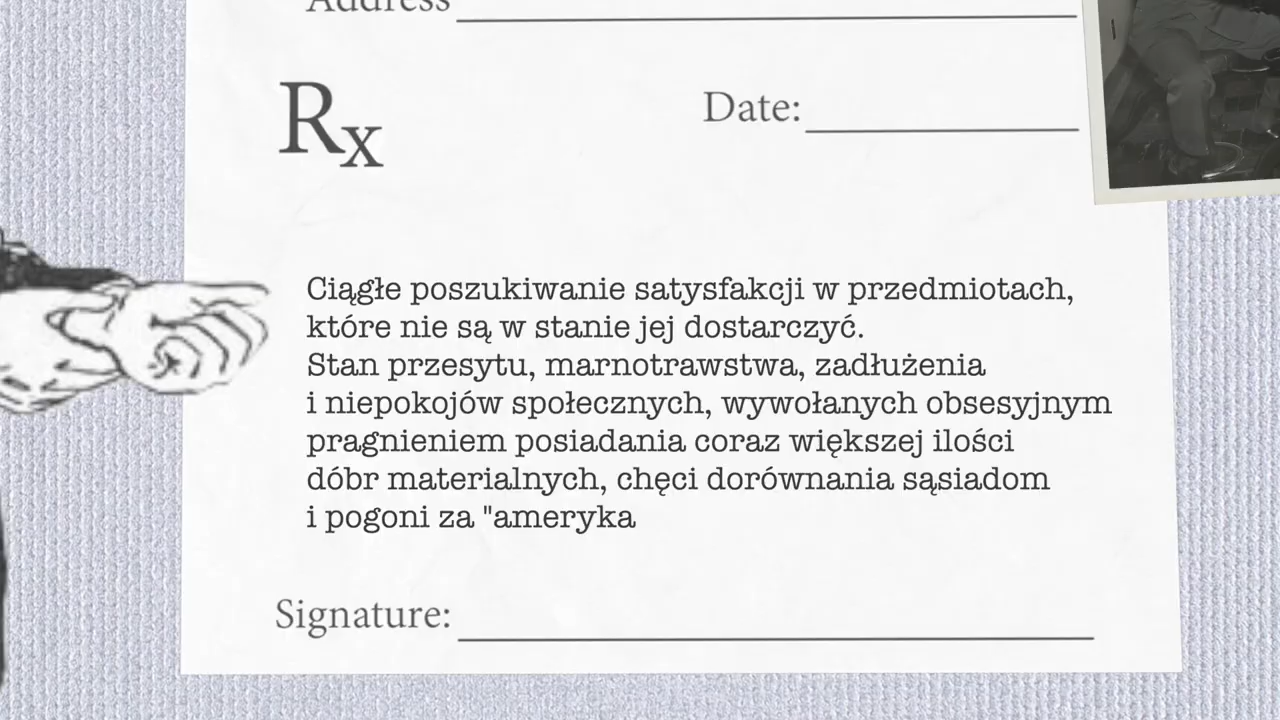 Address
Rx
Date:
Ciągłe poszukiwanie satysfakcji w przedmiotach,
które nie są w stanie jej dostarczyć.
Stan przesytu, marnotrawstwa, zadłużenia
i niepokojów społecznych, wywołanych obsesyjnym
pragnieniem posiadania coraz większej ilości
dóbr materialnych, chęci dorównania sąsiadom
i pogoni za "ameryka
Signature: